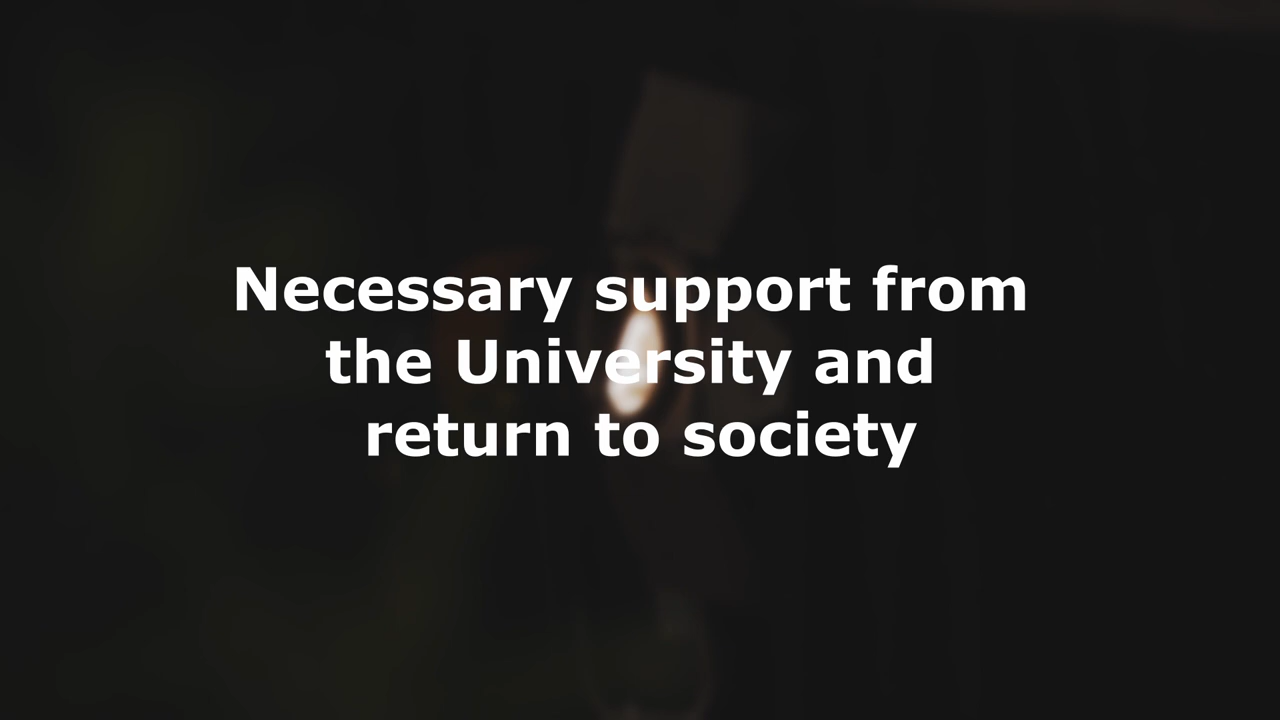 Necessary support from
the University and
return to society